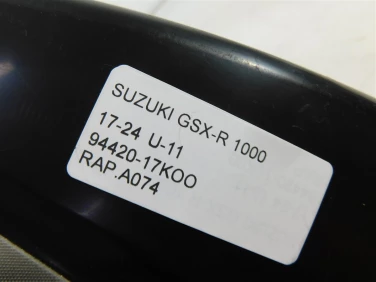 SUZUKI GSX-R 1000
17-24 U-11
94420-17KOO
RAP.A074